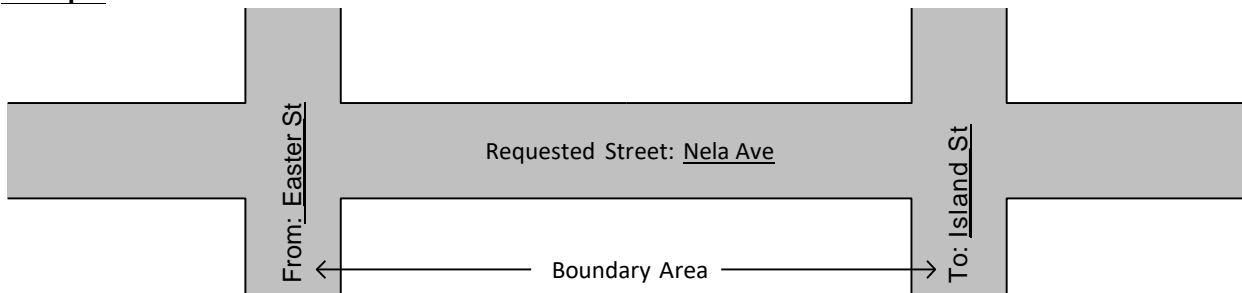 From: Easter St
Requested Street: Nela Ave
To: Island St
Boundary Area